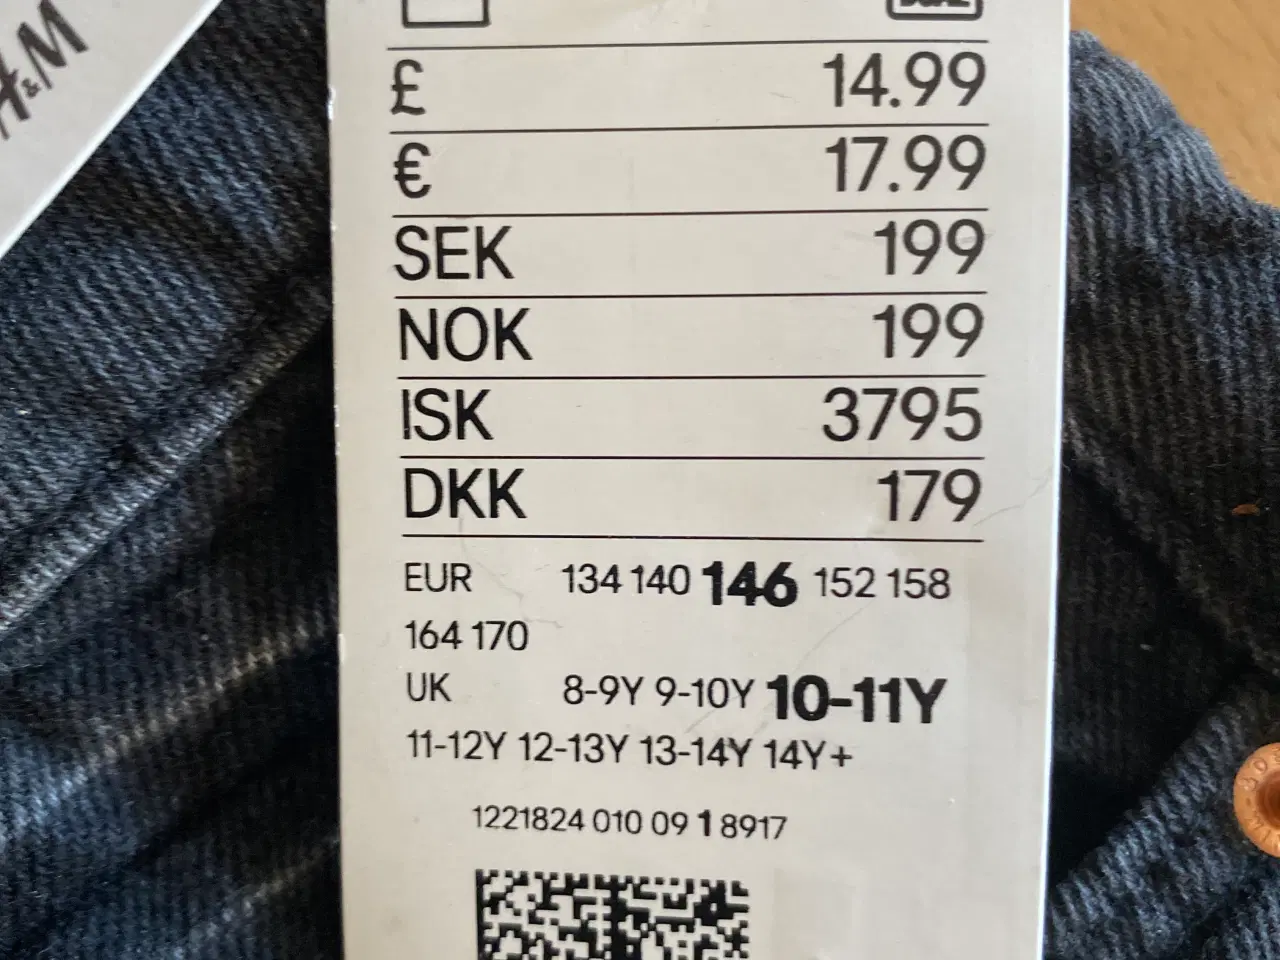 H&M
£ 14.99
€ 17.99
SEK 199
NOK 199
ISK 3795
DKK 179
EUR 134 140 146 152 158
164 170
UK 8-9Y 9-10Y 10-11Y
11-12Y 12-13Y 13-14Y 14Y+
1221824 010 09 1 8917